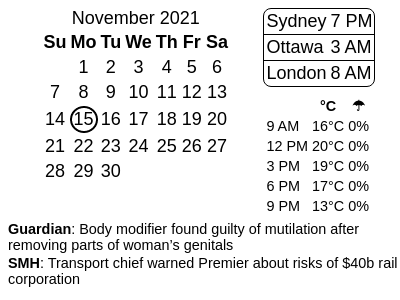 November 2021
Su Mo Tu We Th Fr Sa
1 2 3 4 5 6
7 8 9 10 11 12 13
14 15 16 17 18 19 20
21 22 23 24 25 26 27
28 29 30
Sydney 7 PM
Ottawa 3 AM
London 8 AM
°C ☂
9 AM 16°C 0%
12 PM 20°C 0%
3 PM 19°C 0%
6 PM 17°C 0%
9 PM 13°C 0%
Guardian: Body modifier found guilty of mutilation after
removing parts of woman’s genitals
SMH: Transport chief warned Premier about risks of $40b rail
corporation